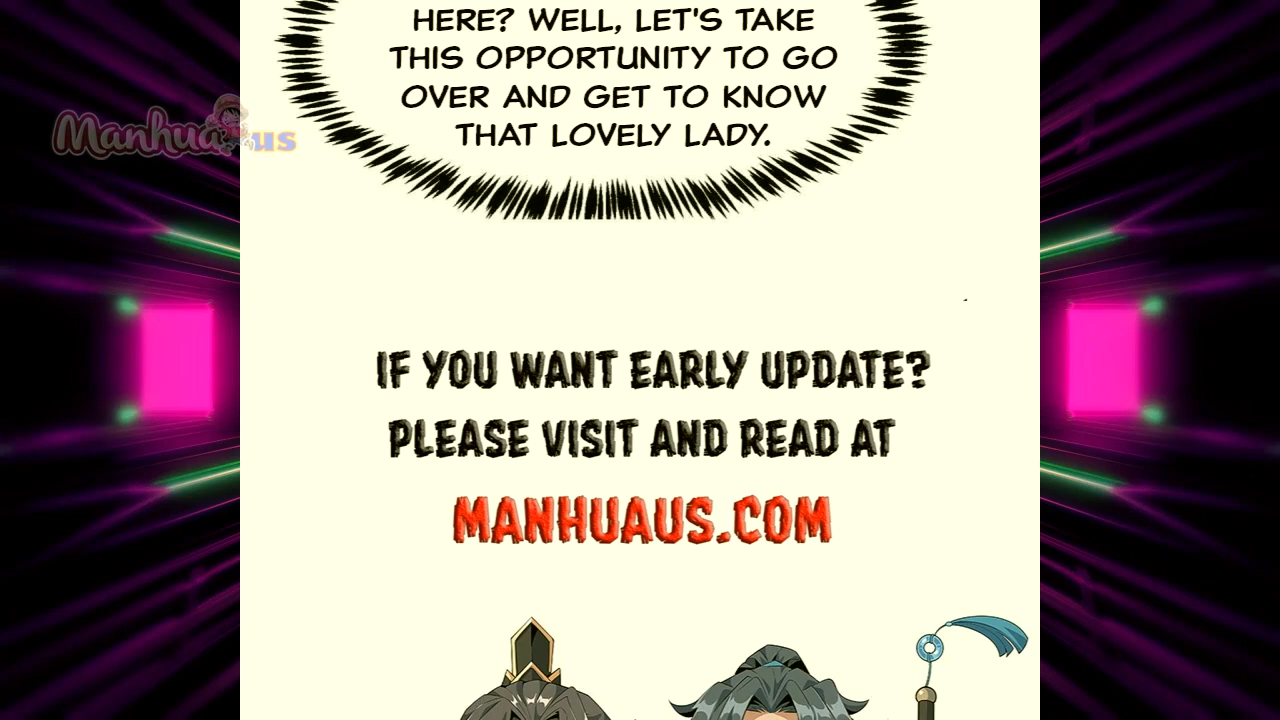 HERE? WELL, LET'S TAKE
THIS OPPORTUNITY TO GO
OVER AND GET TO KNOW
THAT LOVELY LADY.
Manhuaus
IF YOU WANT EARLY UPDATE?
PLEASE VISIT AND READ AT
MANHUAUS.COM